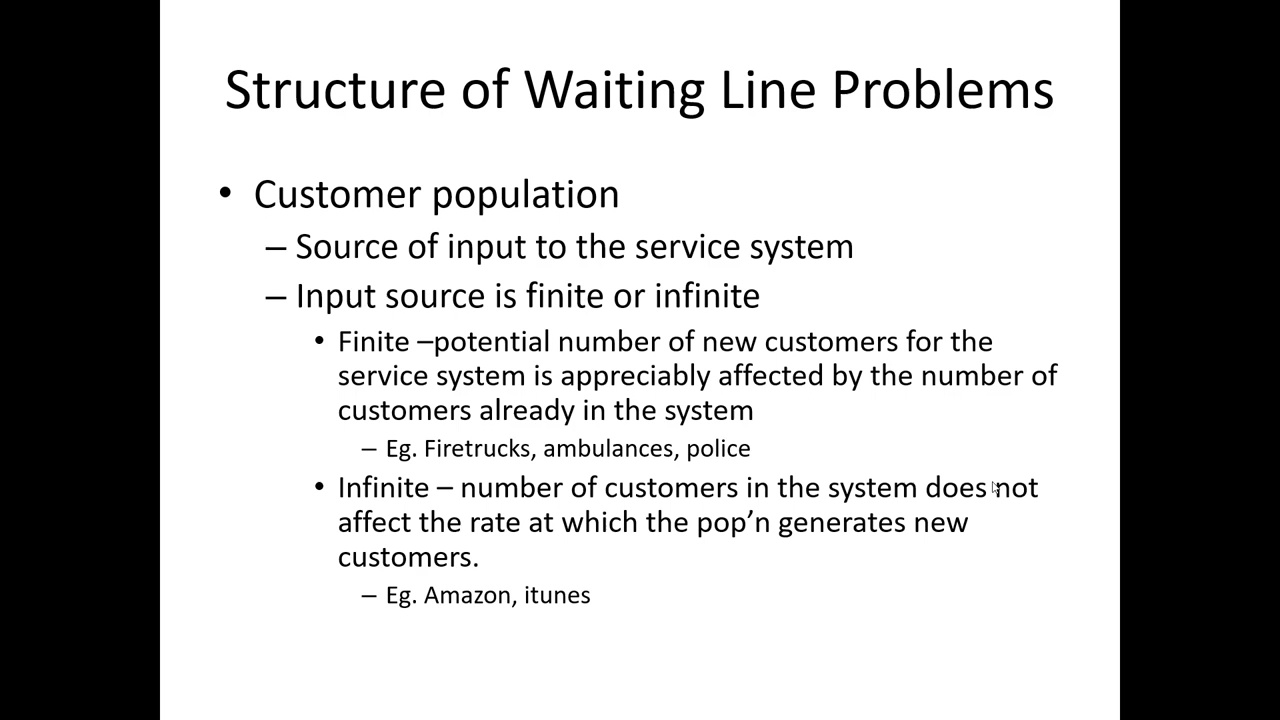 Structure of Waiting Line Problems
• Customer population
– Source of input to the service system
– Input source is finite or infinite
• Finite –potential number of new customers for the
service system is appreciably affected by the number of
customers already in the system
– Eg. Firetrucks, ambulances, police
• Infinite – number of customers in the system does not
affect the rate at which the pop’n generates new
customers.
– Eg. Amazon, itunes